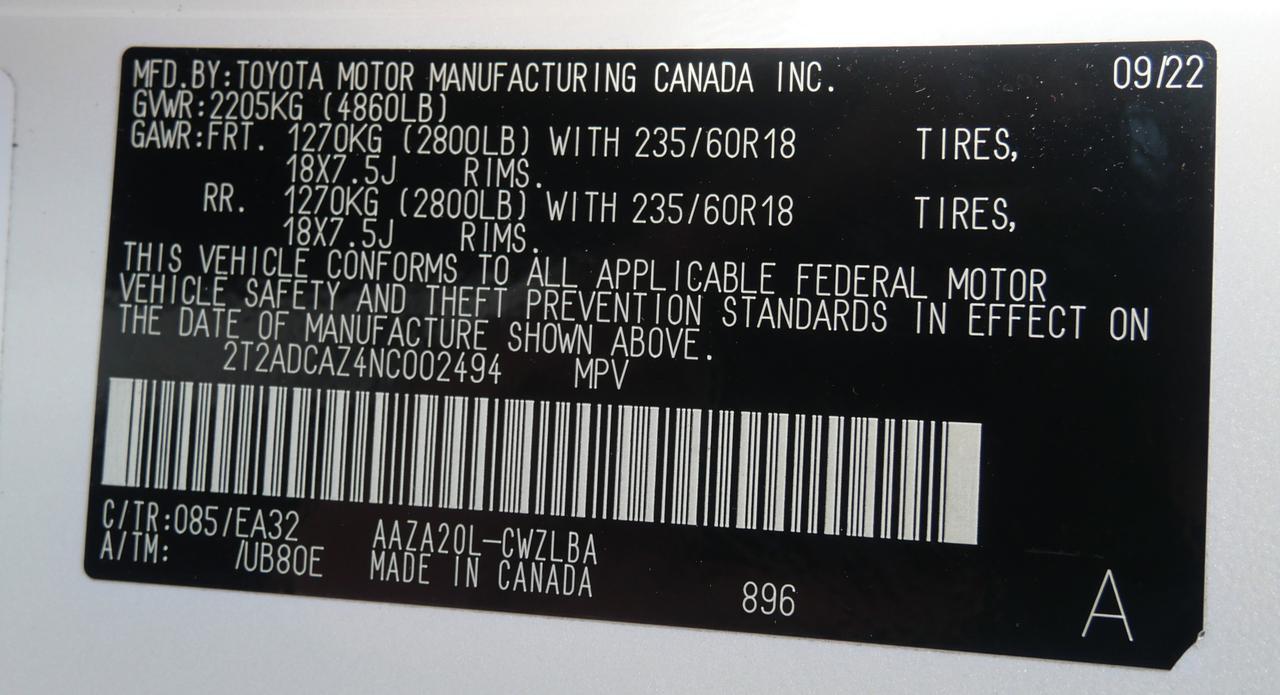 MFD.BY:TOYOTA MOTOR MANUFACTURING CANADA INC. 09/22
GVWR:2205KG (4860LB)
GAWR:FRT. 1270KG (2800LB) WITH 235/60R18 TIRES,
18X7.5J RIMS.
RR. 1270KG (2800LB) WITH 235/60R18 TIRES,
18X7.5J RIMS.
THIS VEHICLE CONFORMS TO ALL APPLICABLE FEDERAL MOTOR
VEHICLE SAFETY AND THEFT PREVENTION STANDARDS IN EFFECT ON
THE DATE OF MANUFACTURE SHOWN ABOVE.
2T2ADCAZ4NC002494 MPV
C/TR:085/EA32 AAZA20L-CWZLBA
A/TM: /UB80E MADE IN CANADA
896
A